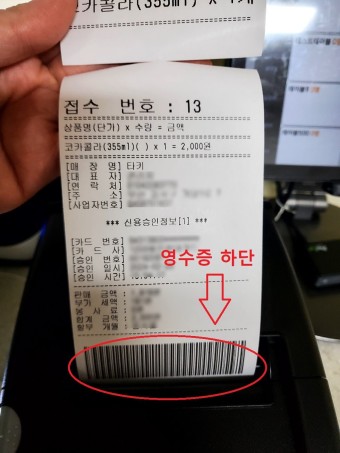 코카콜라(355ml) x 1개
접수 번호 : 13
상품명(단가) x 수량 = 금액
코카콜라(355ml)( ) x 1 = 2,000원
[매 장 명] 타키
[대 표 자]
[연 락 처]
[주 소]
[사업자번호]
*** 신용승인정보[1] ***
[카드 번호]
[카 드 사]
[승인 번호]
[승인 일시]
[승인 시간]
영수증 하단
판매 금액 :
부가 세액 :
봉 사 료 :
합계 금액 :
할부 개월 :